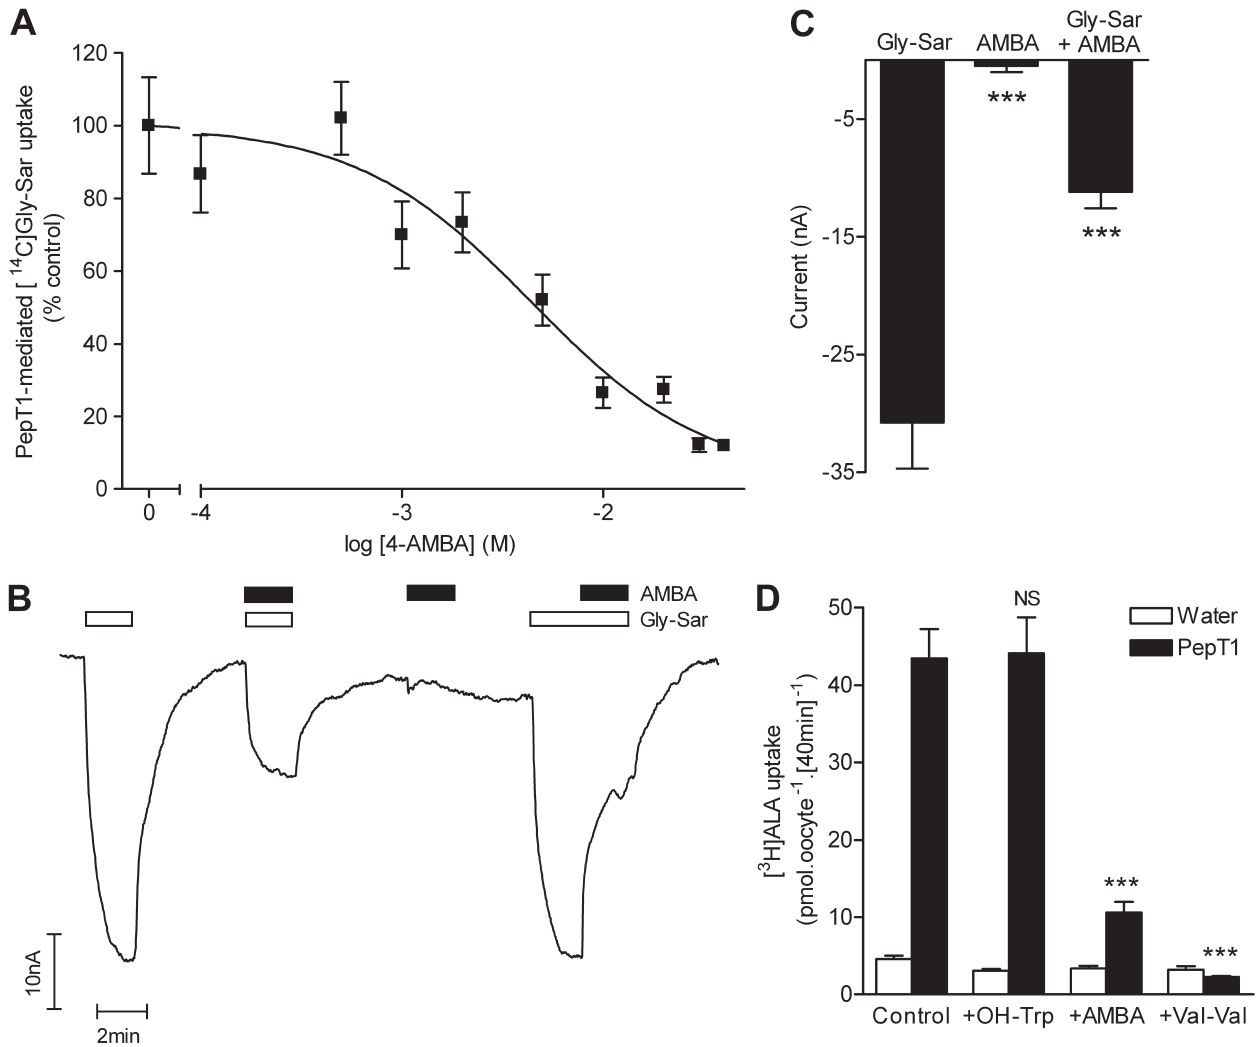 A
120
100
80
60
40
20
0
PepT1-mediated [ ¹⁴C]Gly-Sar uptake
(% control)
0 -4 -3 -2
log [4-AMBA] (M)
C
Gly-Sar AMBA Gly-Sar
+ AMBA
-5
-15
-25
-35
Current (nA)
***
***
B
AMBA
Gly-Sar
10nA
2min
D
50
40
30
20
10
0
[³H]ALA uptake
(pmol.oocyte⁻¹.[40min]⁻¹)
NS
Water
PepT1
***
***
Control +OH-Trp +AMBA +Val-Val